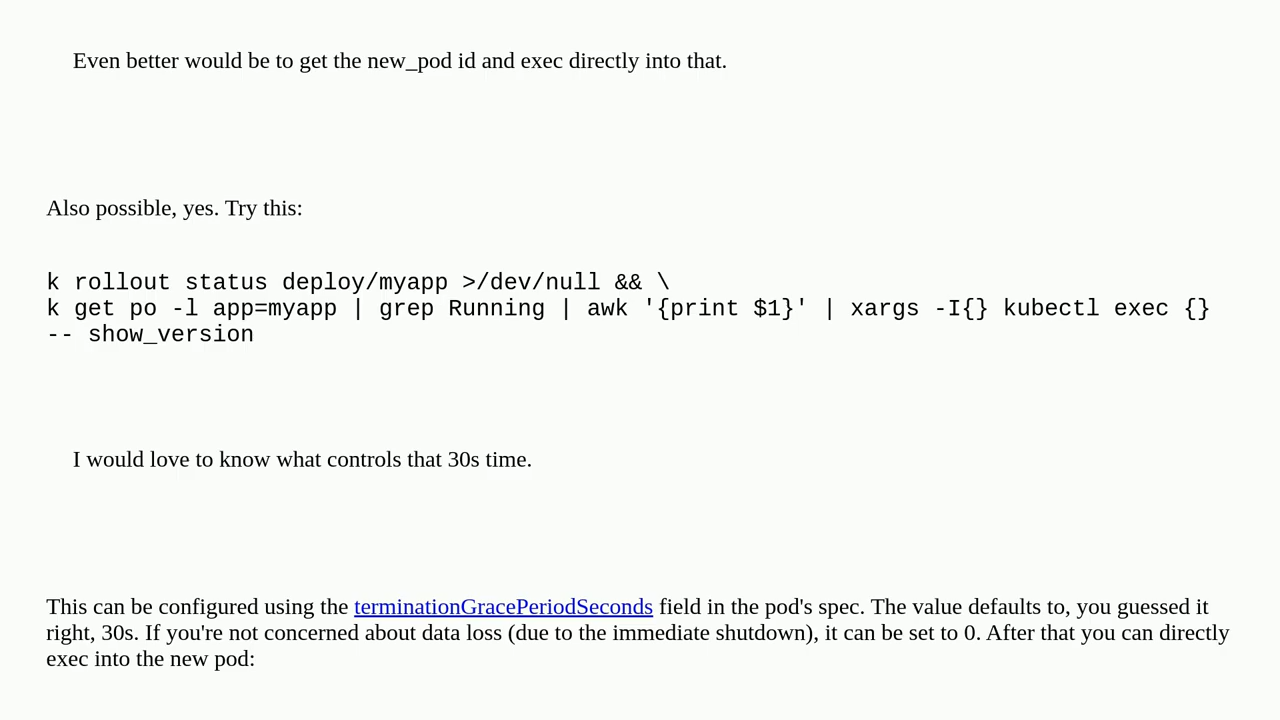 Even better would be to get the new_pod id and exec directly into that.
Also possible, yes. Try this:
k rollout status deploy/myapp >/dev/null && \
k get po -l app=myapp | grep Running | awk '{print $1}' | xargs -I{} kubectl exec {}
-- show_version
I would love to know what controls that 30s time.
This can be configured using the terminationGracePeriodSeconds field in the pod's spec. The value defaults to, you guessed it
right, 30s. If you're not concerned about data loss (due to the immediate shutdown), it can be set to 0. After that you can directly
exec into the new pod: